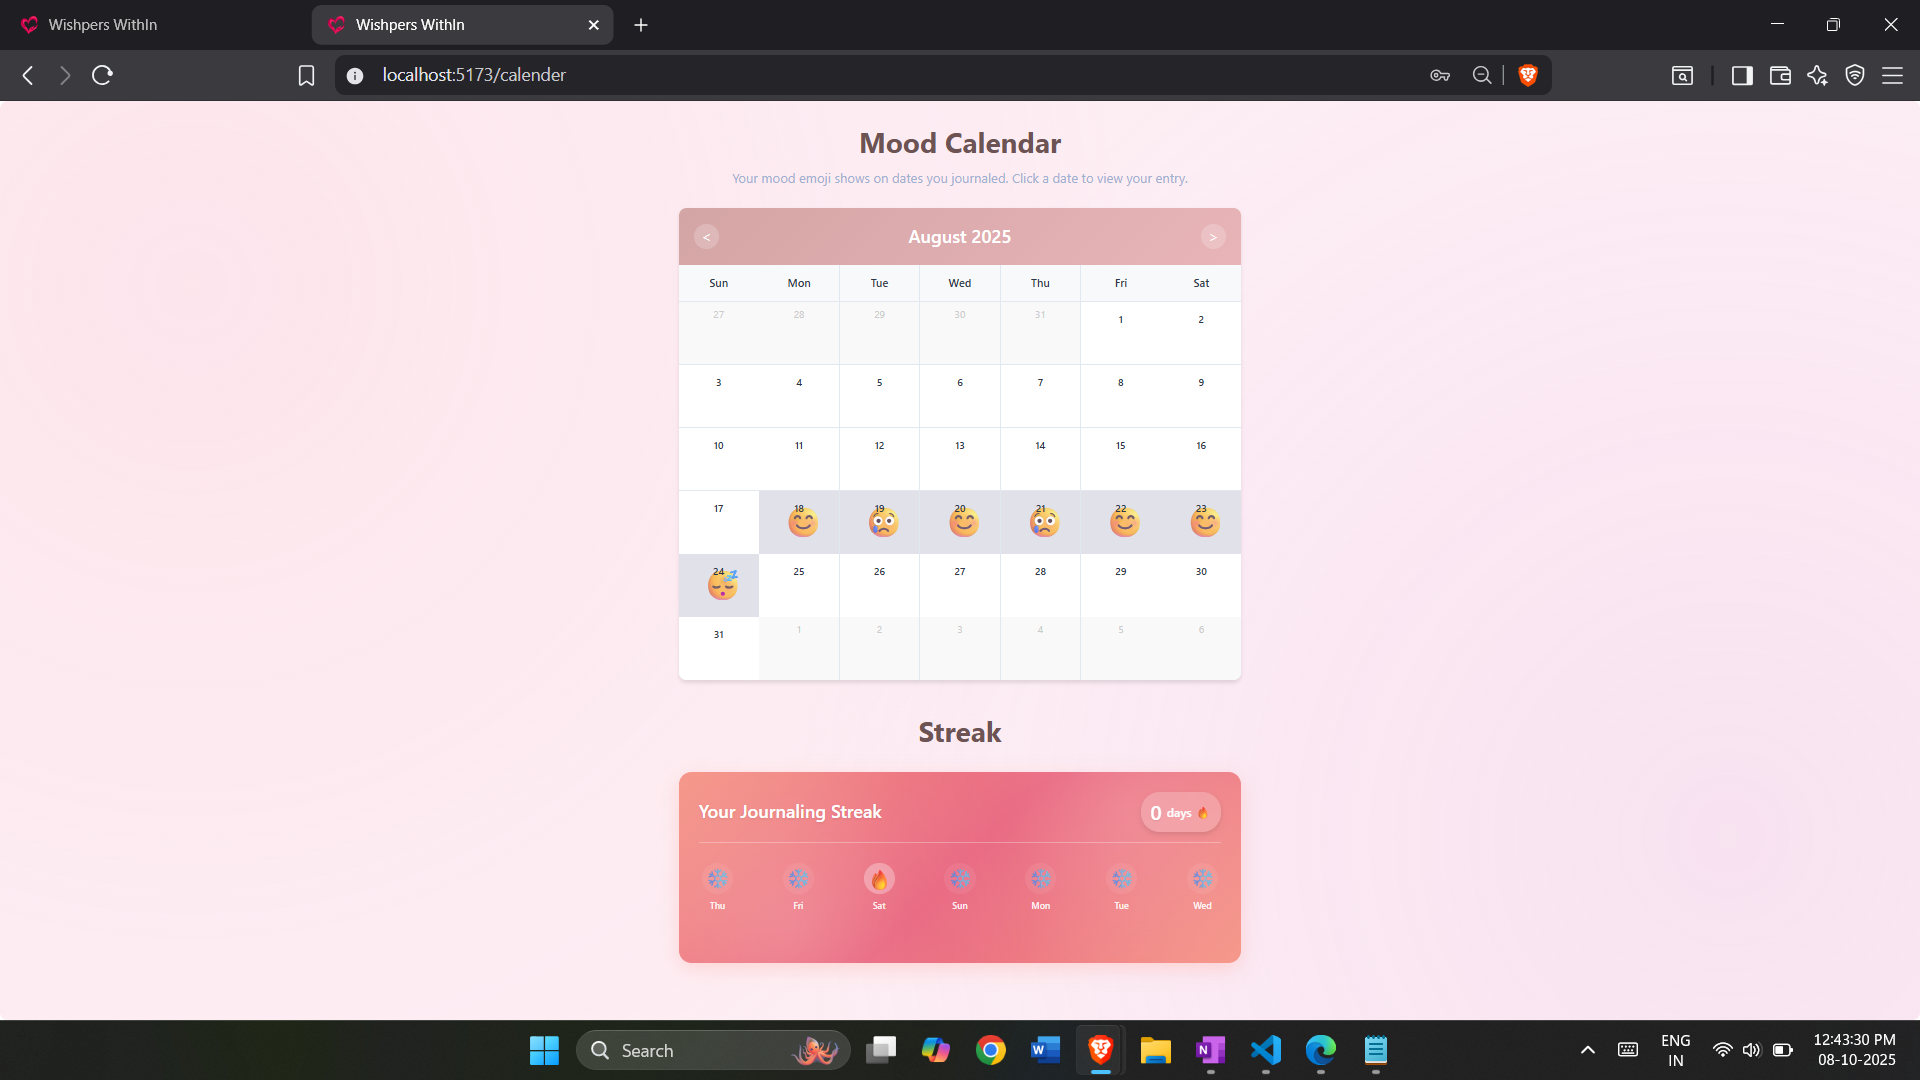 Wishpers WithIn
Wishpers WithIn
localhost:5173/calender
Mood Calendar
Your mood emoji shows on dates you journaled. Click a date to view your entry.
<
August 2025
>
Sun Mon Tue Wed Thu Fri Sat
27 28 29 30 31 1 2
3 4 5 6 7 8 9
10 11 12 13 14 15 16
17 18 19 20 21 22 23
24 25 26 27 28 29 30
31 1 2 3 4 5 6
Streak
Your Journaling Streak
0 days
Thu Fri Sat Sun Mon Tue Wed
Search
ENG
IN
12:43:30 PM
08-10-2025